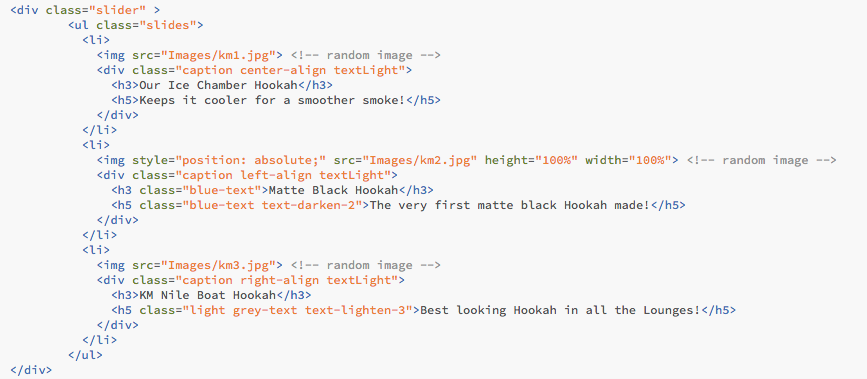 <div class="slider" >
<ul class="slides">
<li>
<img src="Images/km1.jpg"> <!-- random image -->
<div class="caption center-align textLight">
<h3>Our Ice Chamber Hookah</h3>
<h5>Keeps it cooler for a smoother smoke!</h5>
</div>
</li>
<li>
<img style="position: absolute;" src="Images/km2.jpg" height="100%" width="100%"> <!-- random image -->
<div class="caption left-align textLight">
<h3 class="blue-text">Matte Black Hookah</h3>
<h5 class="blue-text text-darken-2">The very first matte black Hookah made!</h5>
</div>
</li>
<li>
<img src="Images/km3.jpg"> <!-- random image -->
<div class="caption right-align textLight">
<h3>KM Nile Boat Hookah</h3>
<h5 class="light grey-text text-lighten-3">Best looking Hookah in all the Lounges!</h5>
</div>
</li>
</ul>
</div>